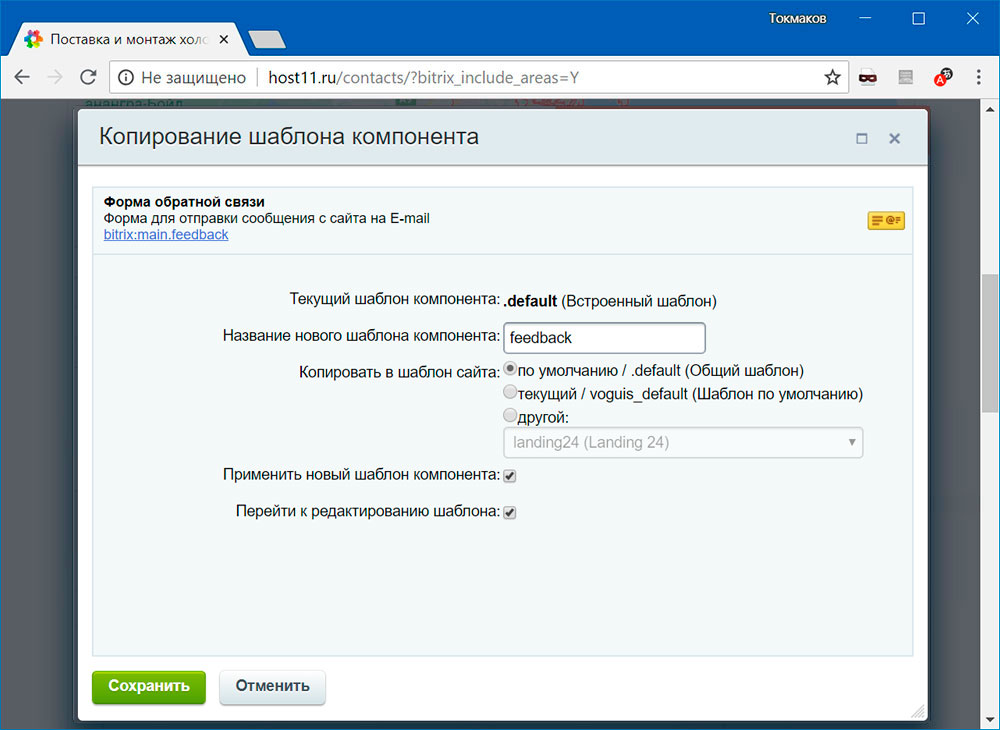 Токмаков
Поставка и монтаж холо
Не защищено host11.ru/contacts/?bitrix_include_areas=Y
Копирование шаблона компонента
Форма обратной связи
Форма для отправки сообщения с сайта на E-mail
bitrix:main.feedback
Текущий шаблон компонента: .default (Встроенный шаблон)
Название нового шаблона компонента: feedback
Копировать в шаблон сайта: по умолчанию / .default (Общий шаблон)
текущий / voguis_default (Шаблон по умолчанию)
другой:
landing24 (Landing 24)
Применить новый шаблон компонента:
Перейти к редактированию шаблона:
Сохранить Отменить